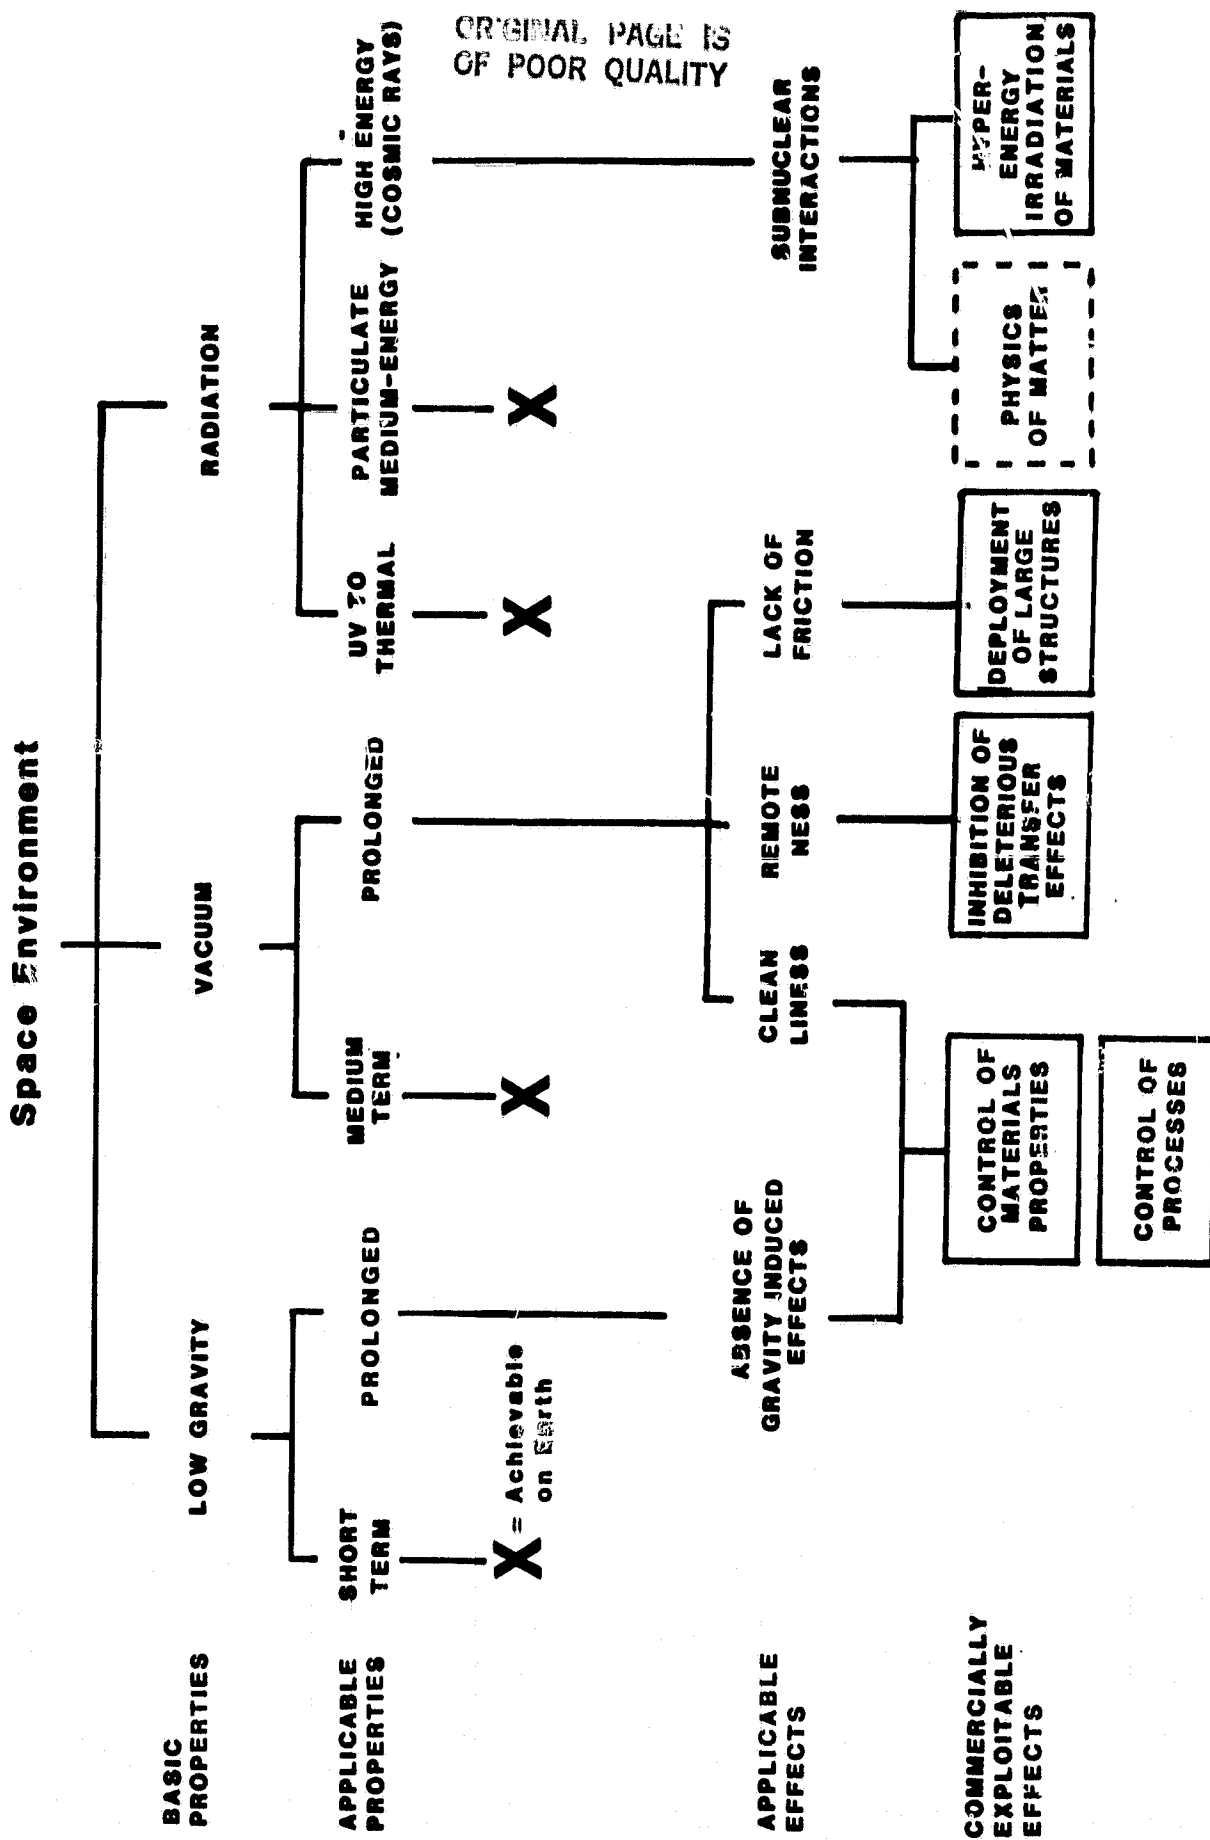 ORIGINAL PAGE IS
OF POOR QUALITY
Space Environment
BASIC
PROPERTIES
LOW GRAVITY
VACUUM
RADIATION
APPLICABLE
PROPERTIES
SHORT
TERM
PROLONGED
MEDIUM
TERM
PROLONGED
UV TO
THERMAL
PARTICULATE
MEDIUM-ENERGY
HIGH ENERGY
(COSMIC RAYS)
X = Achievable
on Earth
X
X
X
APPLICABLE
EFFECTS
ABSENCE OF
GRAVITY INDUCED
EFFECTS
CLEAN
LINESS
REMOTE
NESS
LACK OF
FRICTION
SUBNUCLEAR
INTERACTIONS
COMMERCIALLY
EXPLOITABLE
EFFECTS
CONTROL OF
MATERIALS
PROPERTIES
CONTROL OF
PROCESSES
INHIBITION OF
DELETERIOUS
TRANSFER
EFFECTS
DEPLOYMENT
OF LARGE
STRUCTURES
PHYSICS
OF MATTER
HYPER-
ENERGY
IRRADIATION
OF MATERIALS